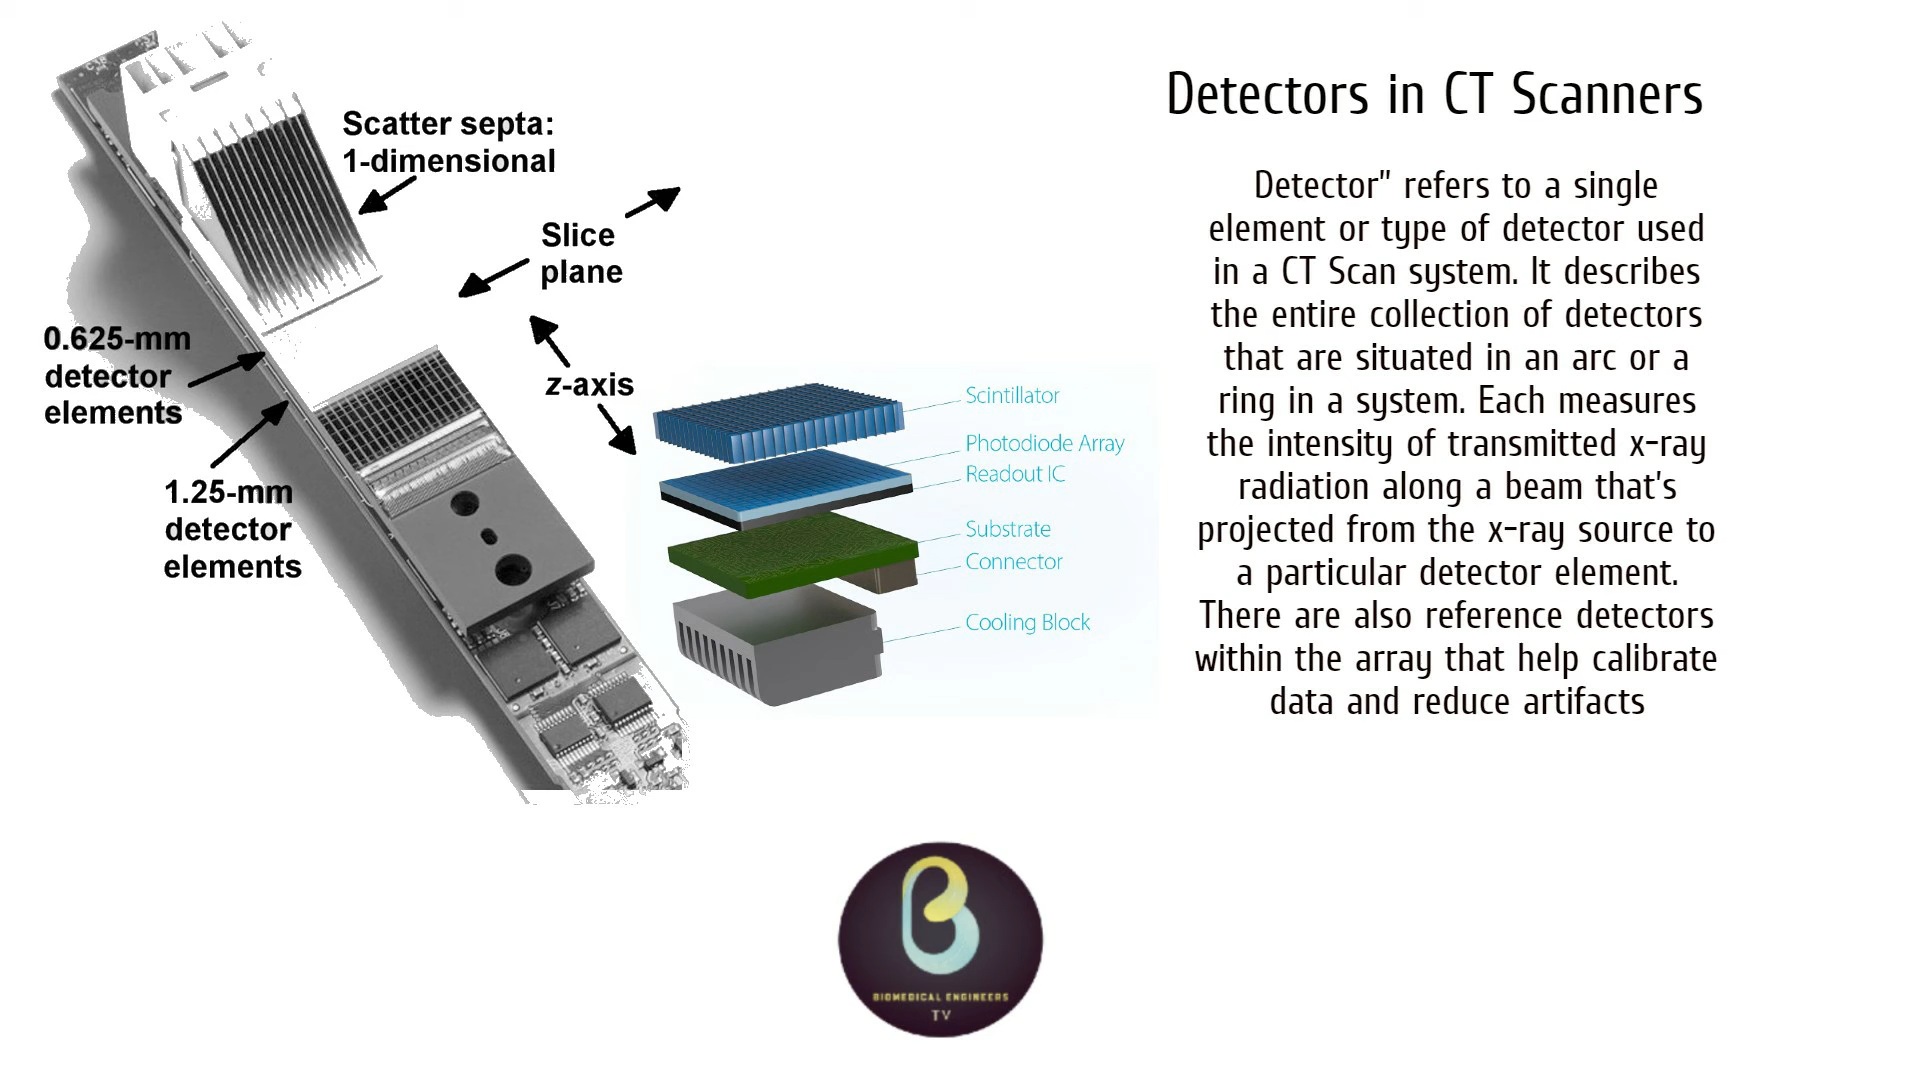 Detectors in CT Scanners
Detector” refers to a single
element or type of detector used
in a CT Scan system. It describes
the entire collection of detectors
that are situated in an arc or a
ring in a system. Each measures
the intensity of transmitted x-ray
radiation along a beam that's
projected from the x-ray source to
a particular detector element.
There are also reference detectors
within the array that help calibrate
data and reduce artifacts
Scatter septa:
1-dimensional
Slice
plane
z-axis
0.625-mm
detector
elements
1.25-mm
detector
elements
Scintillator
Photodiode Array
Readout IC
Substrate
Connector
Cooling Block
BIOMEDICAL ENGINEERS
TV